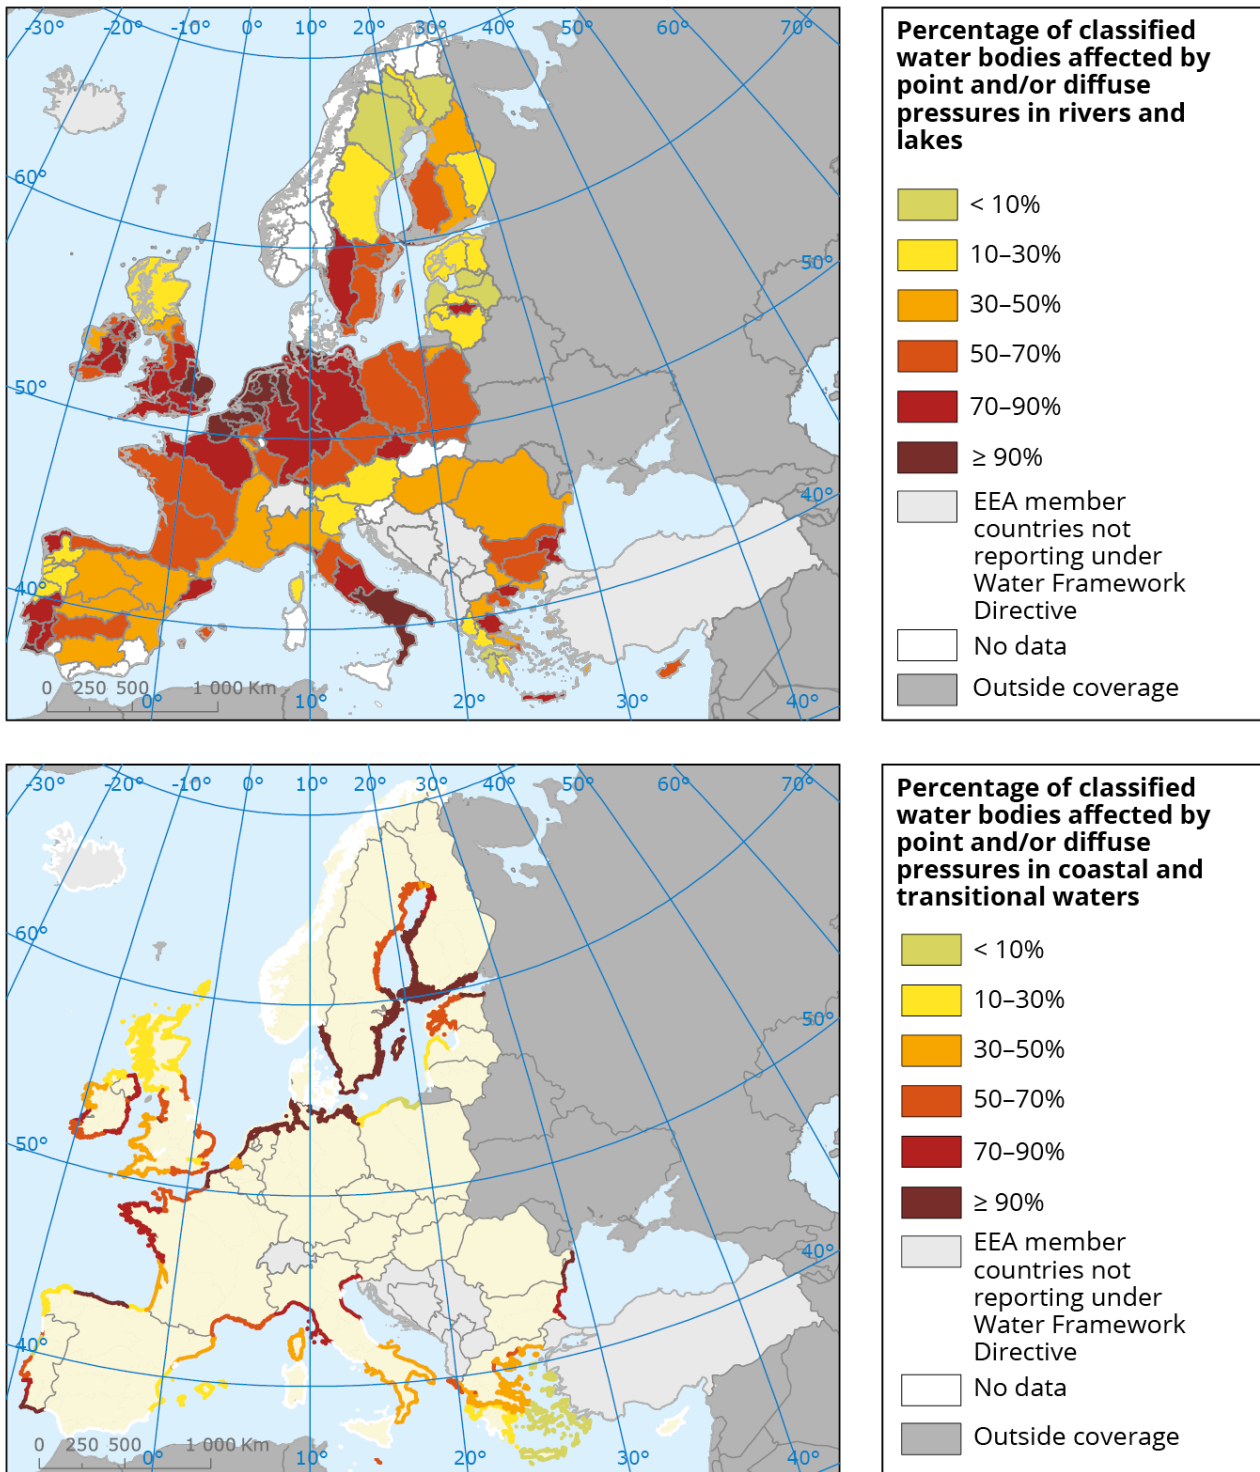 -30° -20° -10° 0° 10° 20° 30° 40° 50° 60° 70°
60°
50°
50°
40°
40°
0 250 500 1 000 Km
0° 10° 20° 30° 40°
Percentage of classified
water bodies affected by
point and/or diffuse
pressures in rivers and
lakes
< 10%
10–30%
30–50%
50–70%
70–90%
≥ 90%
EEA member
countries not
reporting under
Water Framework
Directive
No data
Outside coverage
-30° -20° -10° 0° 10° 20° 30° 40° 50° 60° 70°
60°
50°
50°
40°
40°
0 250 500 1 000 Km
0° 10° 20° 30° 40°
Percentage of classified
water bodies affected by
point and/or diffuse
pressures in coastal and
transitional waters
< 10%
10–30%
30–50%
50–70%
70–90%
≥ 90%
EEA member
countries not
reporting under
Water Framework
Directive
No data
Outside coverage